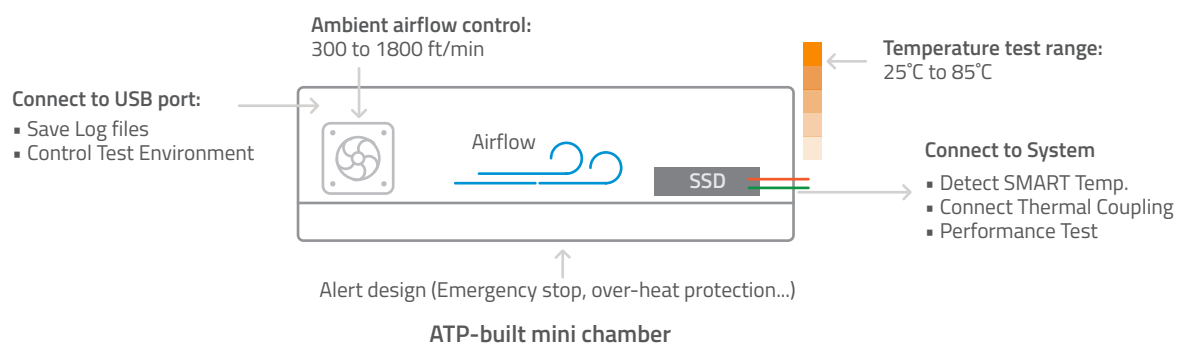 Ambient airflow control:
300 to 1800 ft/min
Temperature test range:
25˚C to 85˚C
Connect to USB port:
▪ Save Log files
▪ Control Test Environment
Airflow
SSD
Connect to System
▪ Detect SMART Temp.
▪ Connect Thermal Coupling
▪ Performance Test
Alert design (Emergency stop, over-heat protection...)
ATP-built mini chamber